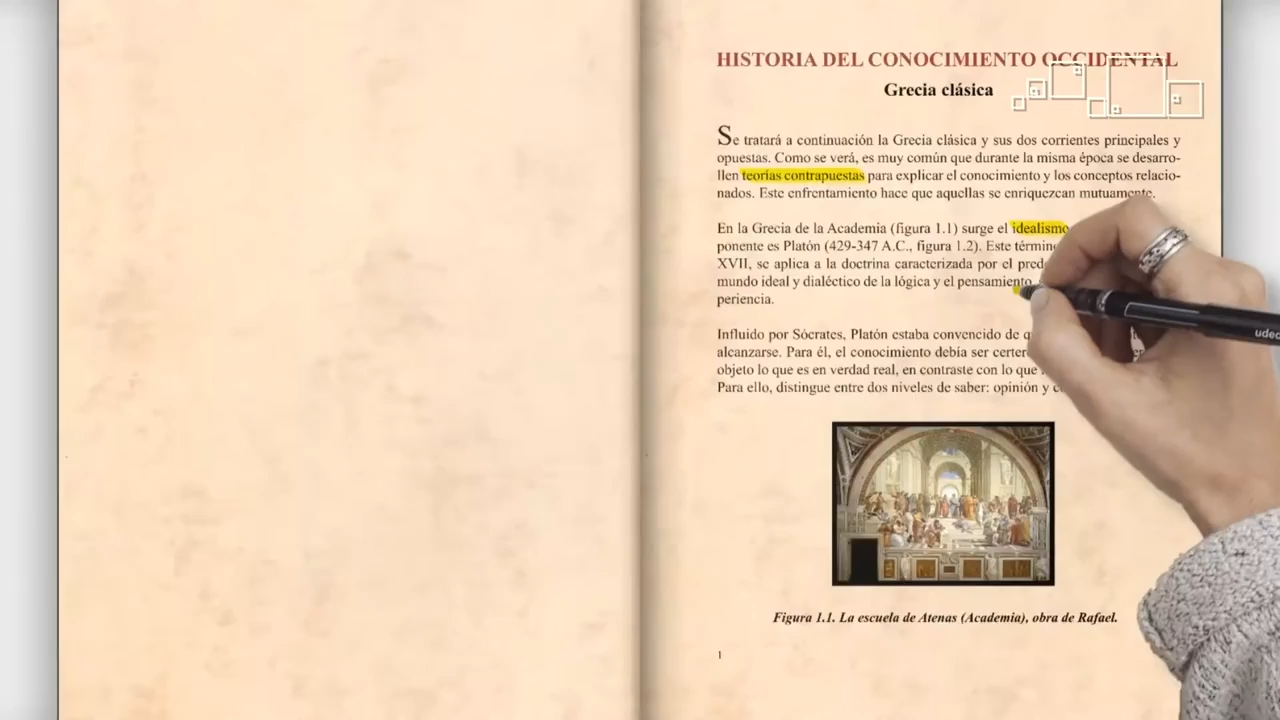 HISTORIA DEL CONOCIMIENTO OCCIDENTAL
Grecia clásica
Se tratará a continuación la Grecia clásica y sus dos corrientes principales y
opuestas. Como se verá, es muy común que durante la misma época se desarro-
llen teorías contrapuestas para explicar el conocimiento y los conceptos relacio-
nados. Este enfrentamiento hace que aquellas se enriquezcan mutuamente.
En la Grecia de la Academia (figura 1.1) surge el idealismo
ponente es Platón (429-347 A.C., figura 1.2). Este término
XVII, se aplica a la doctrina caracterizada por el
mundo ideal y dialéctico de la lógica y el pensamiento
periencia.
Influido por Sócrates, Platón estaba convencido de
alcanzarse. Para él, el conocimiento debía ser
objeto lo que es en verdad real, en contraste con lo que
Para ello, distingue entre dos niveles de saber: opinión y
Figura 1.1. La escuela de Atenas (Academia), obra de Rafael.
1